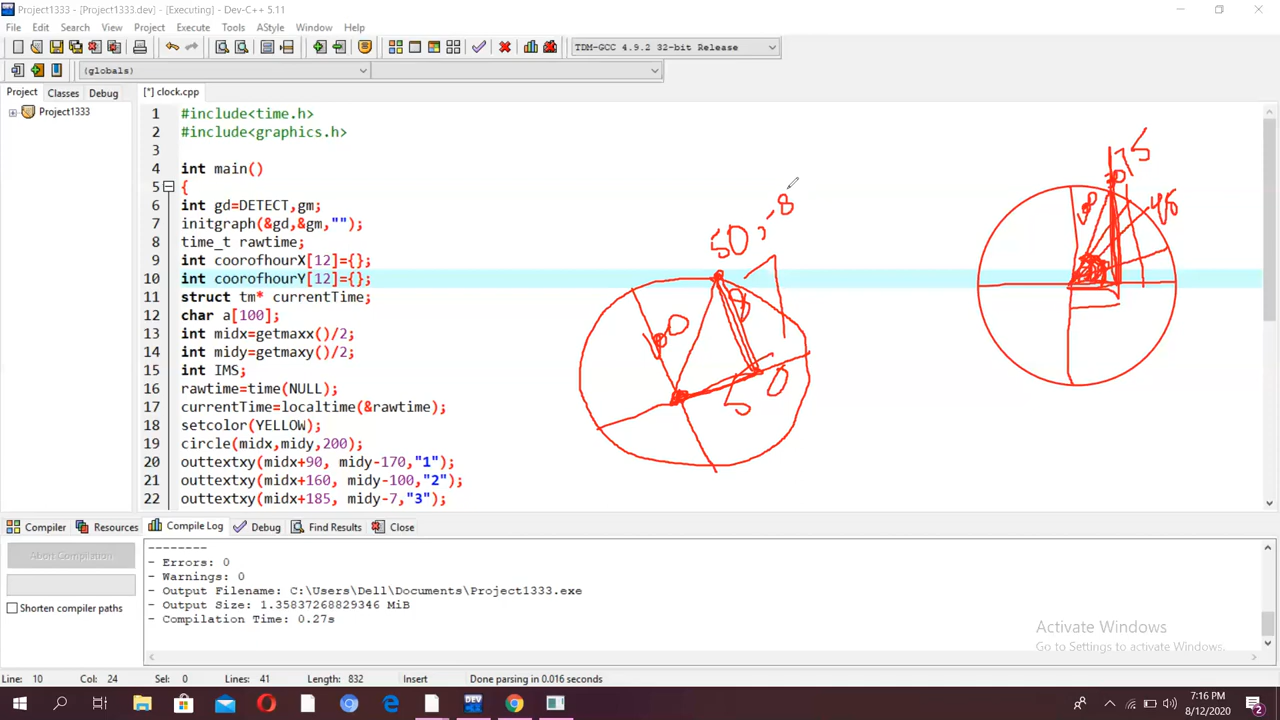 Project1333 - [Project1333.dev] - [Executing] - Dev-C++ 5.11
File Edit Search View Project Execute Tools AStyle Window Help
TDM-GCC 4.9.2 32-bit Release
(globals)
Project Classes Debug
[*] clock.cpp
Project1333
1 #include<time.h>
2 #include<graphics.h>
3
4 int main()
5 {
6 int gd=DETECT,gm;
7 initgraph(&gd,&gm,"");
8 time_t rawtime;
9 int coorofhourX[12]={};
10 int coorofhourY[12]={};
11 struct tm* currentTime;
12 char a[100];
13 int midx=getmaxx()/2;
14 int midy=getmaxy()/2;
15 int IMS;
16 rawtime=time(NULL);
17 currentTime=localtime(&rawtime);
18 setcolor(YELLOW);
19 circle(midx,midy,200);
20 outtextxy(midx+90, midy-170,"1");
21 outtextxy(midx+160, midy-100,"2");
22 outtextxy(midx+185, midy-7,"3");
50, -8
Compiler Resources Compile Log Debug Find Results Close
Abort Compilation
Shorten compiler paths
--------
- Errors: 0
- Warnings: 0
- Output Filename: C:\Users\Dell\Documents\Project1333.exe
- Output Size: 1.35837268829346 MiB
- Compilation Time: 0.27s
Activate Windows
Go to Settings to activate Windows.
Line: 10 Col: 24 Sel: 0 Lines: 41 Length: 832 Insert Done parsing in 0.016 seconds
DEV
7:16 PM
8/12/2020
2